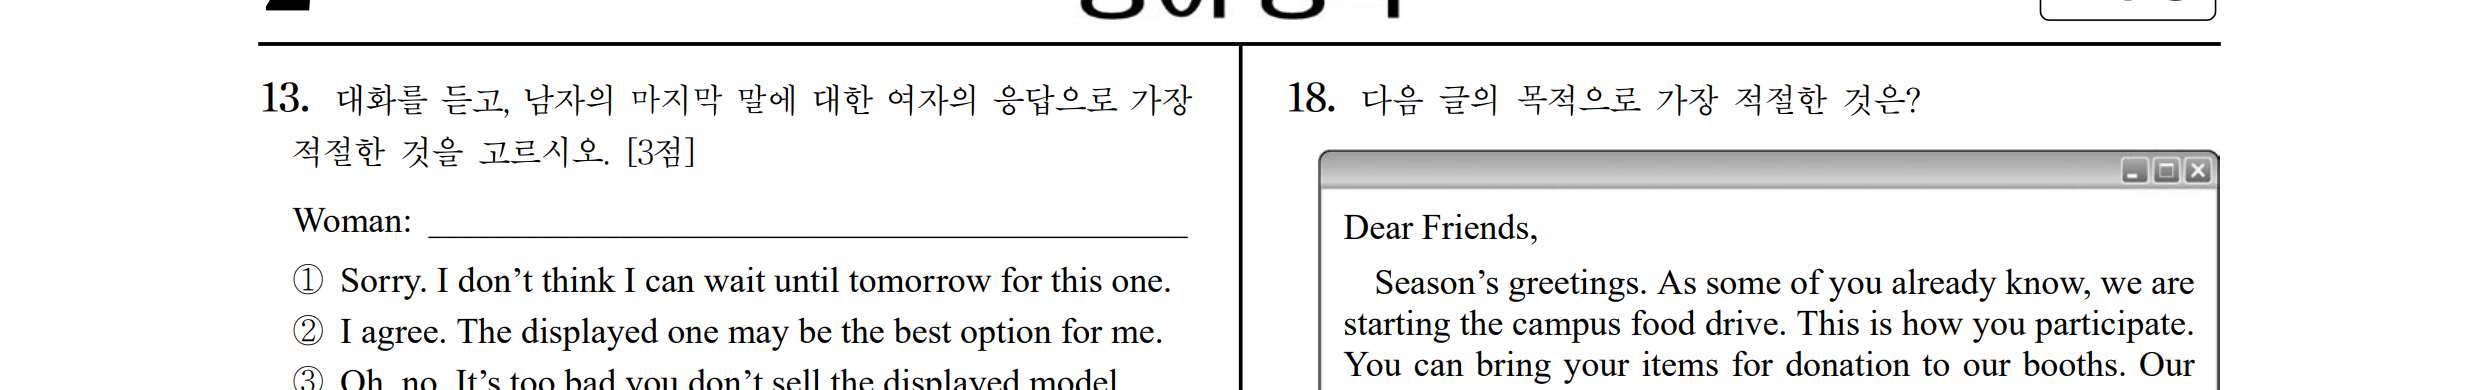 13. 대화를 듣고, 남자의 마지막 말에 대한 여자의 응답으로 가장
적절한 것을 고르시오. [3점]
Woman:
① Sorry. I don’t think I can wait until tomorrow for this one.
② I agree. The displayed one may be the best option for me.
③ Oh, no. It’s too bad you don’t sell the displayed model.
18. 다음 글의 목적으로 가장 적절한 것은?
Dear Friends,
Season’s greetings. As some of you already know, we are
starting the campus food drive. This is how you participate.
You can bring your items for donation to our booths. Our